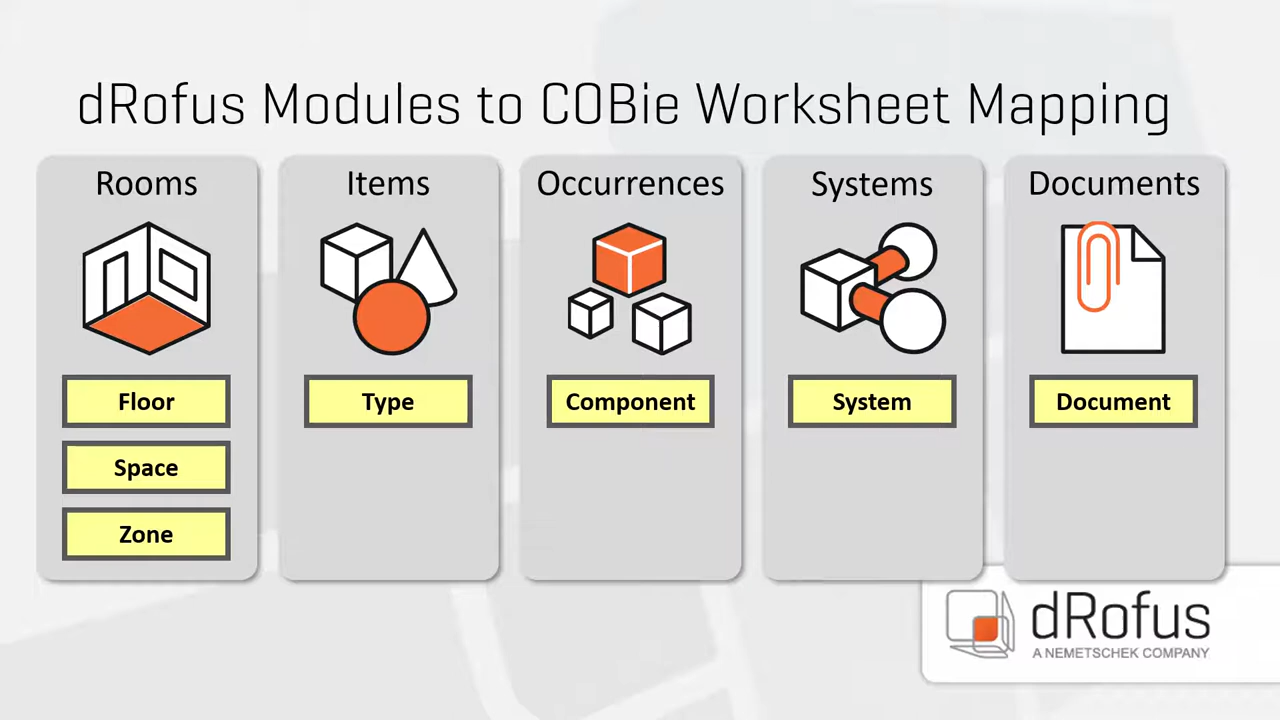 dRofus Modules to COBie Worksheet Mapping
Rooms
Floor
Space
Zone
Items
Type
Occurrences
Component
Systems
System
Documents
Document
dRofus
A NEMETSCHEK COMPANY